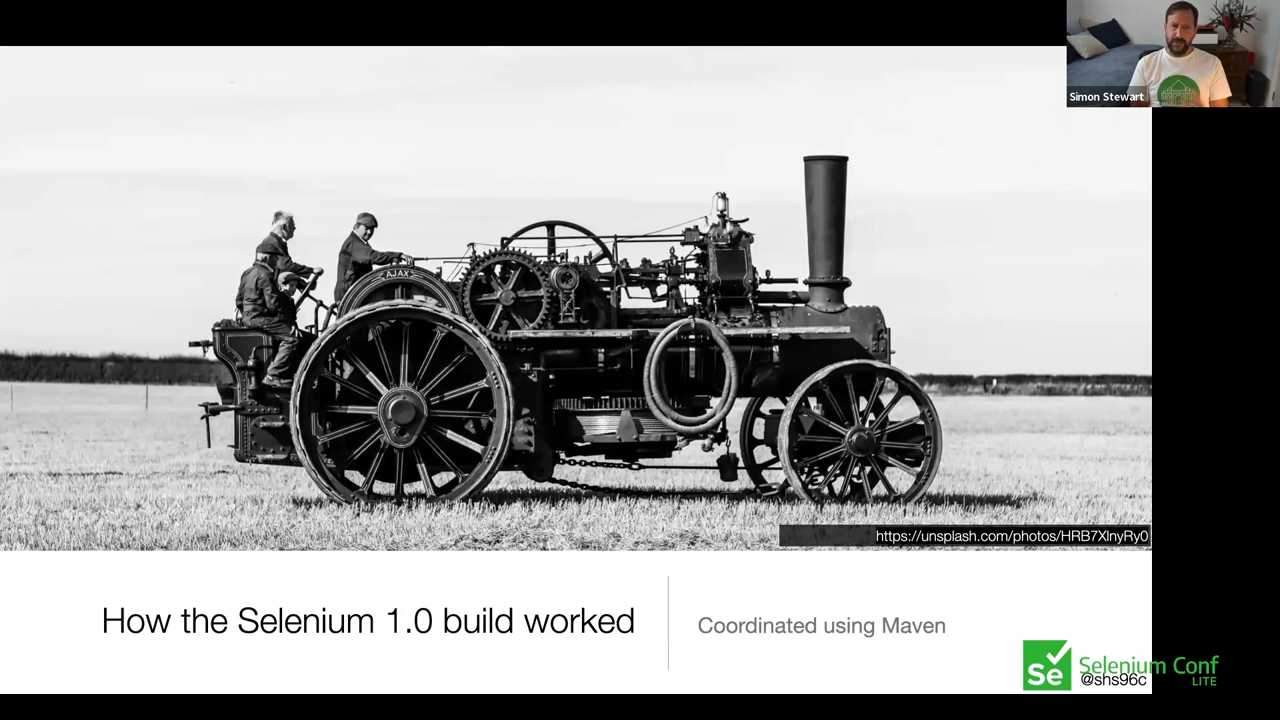 Simon Stewart
AJAX
https://unsplash.com/photos/HRB7XlnyRy0
How the Selenium 1.0 build worked
Coordinated using Maven
Se
Selenium Conf
LITE
@shs96c